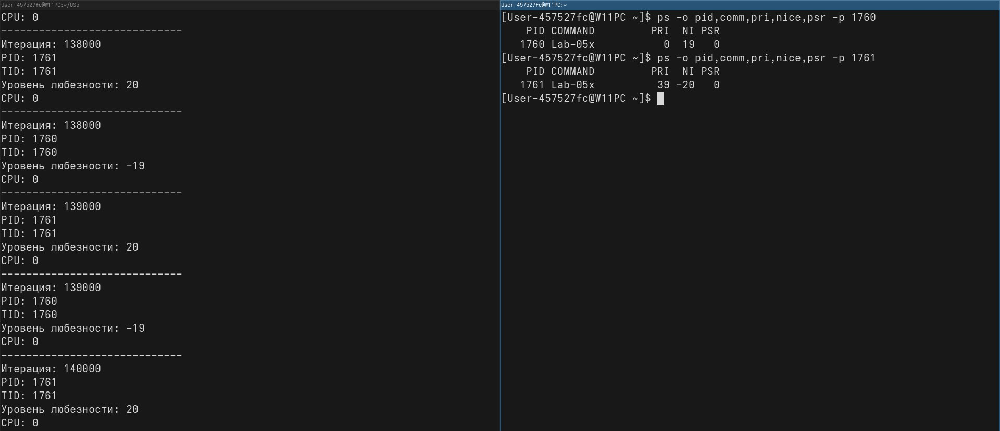 User-457527fc@W11PC:~/OS5
CPU: 0
-----------------------------
Итерация: 138000
PID: 1761
TID: 1761
Уровень любезности: 20
CPU: 0
-----------------------------
Итерация: 138000
PID: 1760
TID: 1760
Уровень любезности: -19
CPU: 0
-----------------------------
Итерация: 139000
PID: 1761
TID: 1761
Уровень любезности: 20
CPU: 0
-----------------------------
Итерация: 139000
PID: 1760
TID: 1760
Уровень любезности: -19
CPU: 0
-----------------------------
Итерация: 140000
PID: 1761
TID: 1761
Уровень любезности: 20
CPU: 0
User-457527fc@W11PC:~
[User-457527fc@W11PC ~]$ ps -o pid,comm,pri,nice,psr -p 1760
    PID COMMAND         PRI  NI PSR
   1760 Lab-05x           0  19   0
[User-457527fc@W11PC ~]$ ps -o pid,comm,pri,nice,psr -p 1761
    PID COMMAND         PRI  NI PSR
   1761 Lab-05x          39 -20   0
[User-457527fc@W11PC ~]$